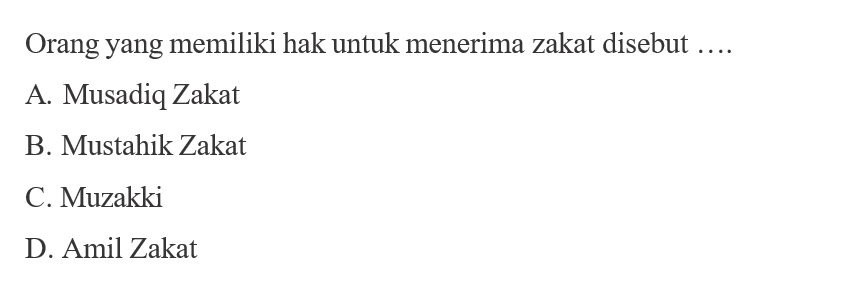 Orang yang memiliki hak untuk menerima zakat disebut ….
A. Musadiq Zakat
B. Mustahik Zakat
C. Muzakki
D. Amil Zakat